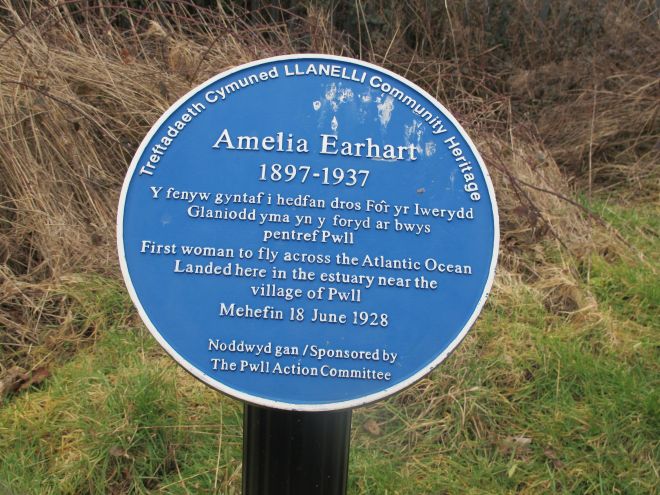 Treftadaeth Cymuned LLANELLI Community Heritage
Amelia Earhart
1897-1937
Y fenyw gyntaf i hedfan dros Fo̊r yr Iwerydd
Glaniodd yma yn y foryd ar bwys
pentref Pwll
First woman to fly across the Atlantic Ocean
Landed here in the estuary near the
village of Pwll
Mehefin 18 June 1928
Noddwyd gan / Sponsored by
The Pwll Action Committee